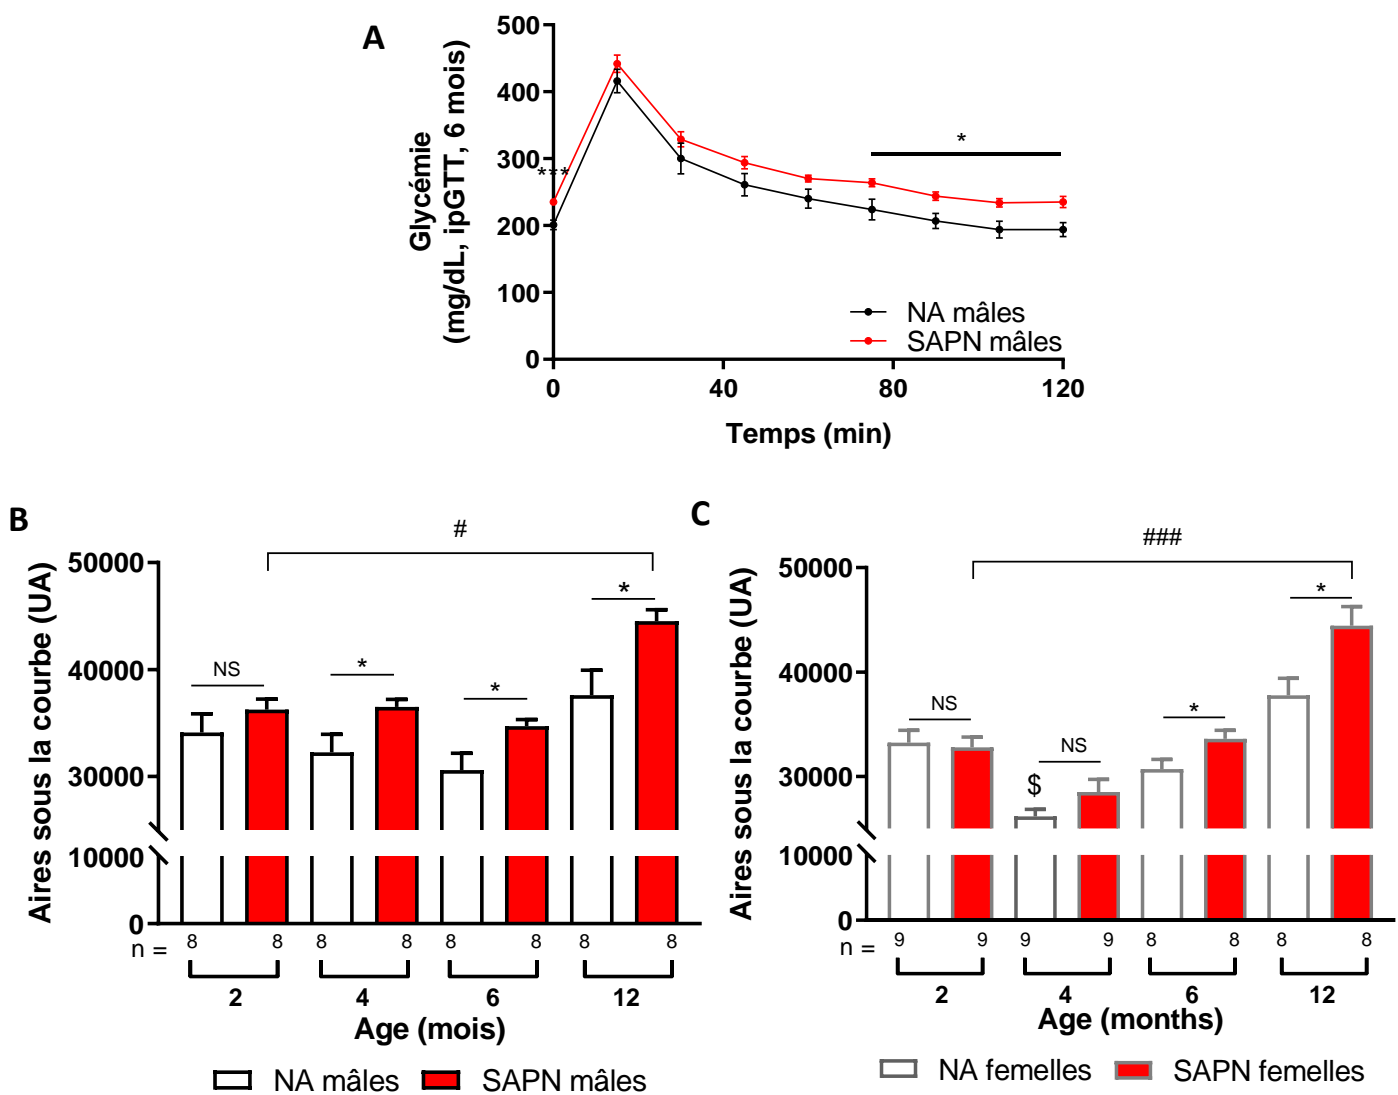 A
Glycémie
(mg/dL, ipGTT, 6 mois)
500
400
300
200
100
0
***
*
NA mâles
SAPN mâles
0 40 80 120
Temps (min)
B
Aires sous la courbe (UA)
50000
40000
30000
10000
0
#
NS
*
*
*
n = 8 8 8 8 8 8 8 8
2 4 6 12
Age (mois)
NA mâles SAPN mâles
C
Aires sous la courbe (UA)
50000
40000
30000
10000
0
###
NS
$
NS
*
*
n = 9 9 9 9 8 8 8 8
2 4 6 12
Age (months)
NA femelles SAPN femelles